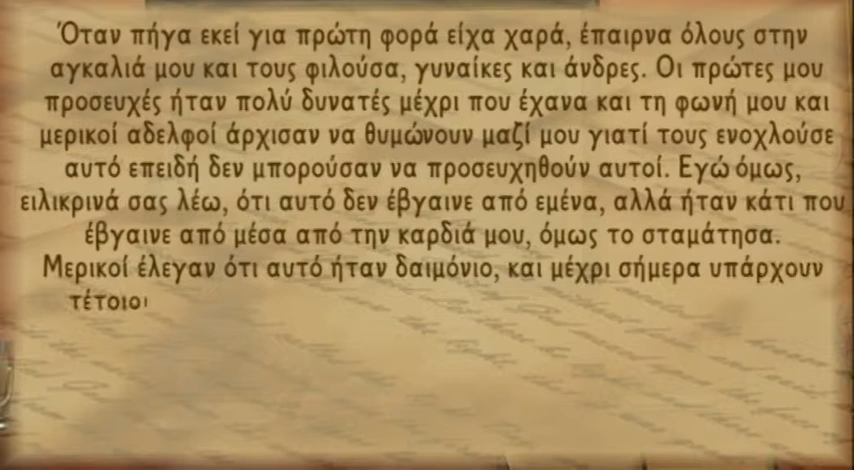 Όταν πήγα εκεί για πρώτη φορά είχα χαρά, έπαιρνα όλους στην
αγκαλιά μου και τους φιλούσα, γυναίκες και άνδρες. Οι πρώτες μου
προσευχές ήταν πολύ δυνατές μέχρι που έχανα και τη φωνή μου και
μερικοί αδελφοί άρχισαν να θυμώνουν μαζί μου γιατί τους ενοχλούσε
αυτό επειδή δεν μπορούσαν να προσευχηθούν αυτοί. Εγώ όμως,
ειλικρινά σας λέω, ότι αυτό δεν έβγαινε από εμένα, αλλά ήταν κάτι που
έβγαινε από μέσα από την καρδιά μου, όμως το σταμάτησα.
Μερικοί έλεγαν ότι αυτό ήταν δαιμόνιο, και μέχρι σήμερα υπάρχουν
τέτοιοι